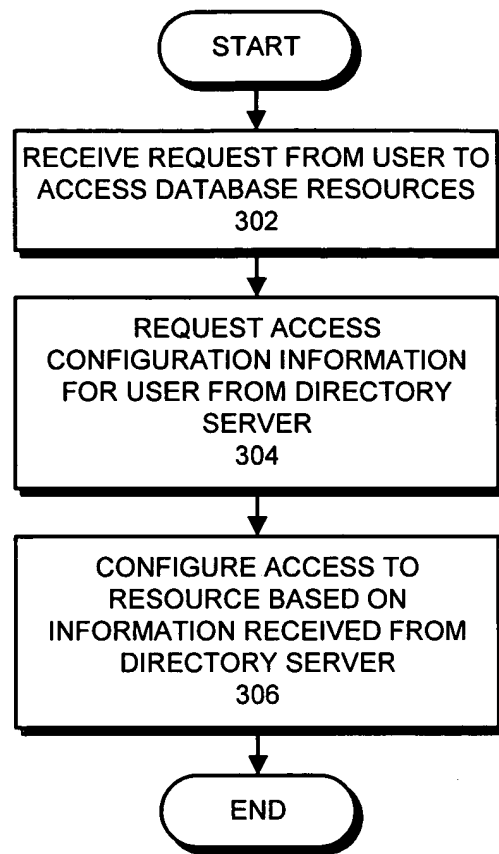 START
RECEIVE REQUEST FROM USER TO
ACCESS DATABASE RESOURCES
302
REQUEST ACCESS
CONFIGURATION INFORMATION
FOR USER FROM DIRECTORY
SERVER
304
CONFIGURE ACCESS TO
RESOURCE BASED ON
INFORMATION RECEIVED FROM
DIRECTORY SERVER
306
END